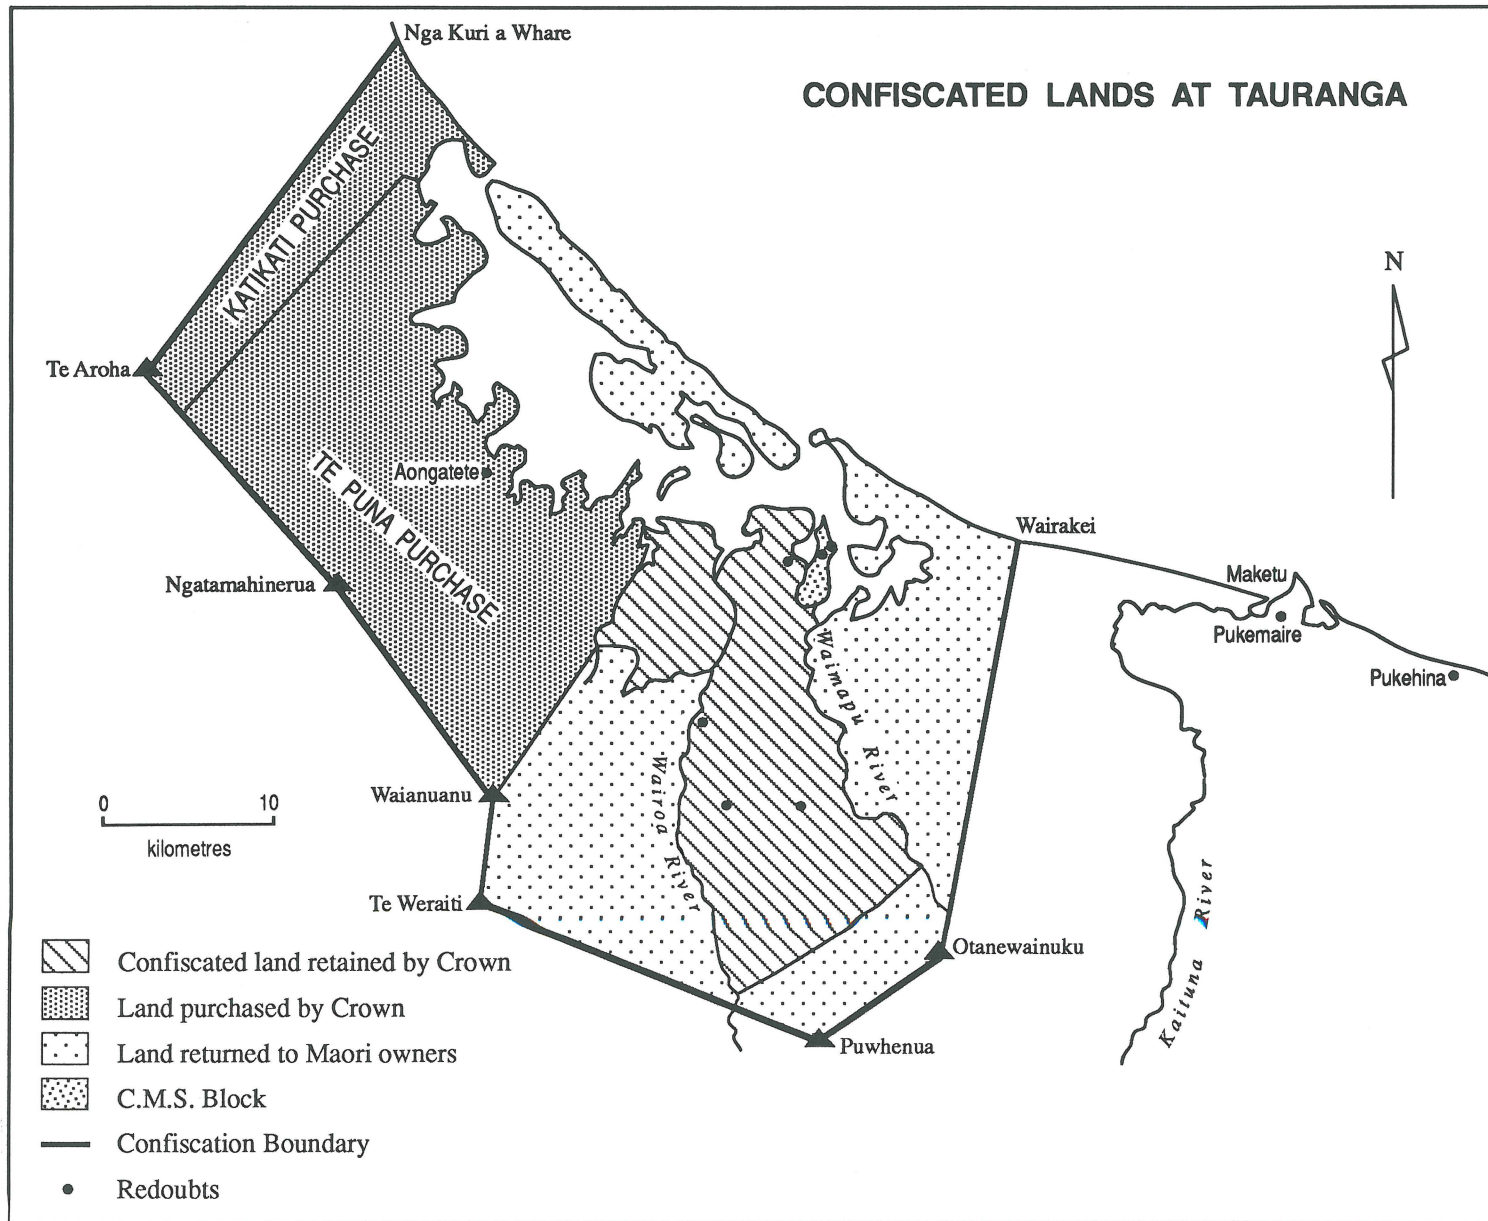 Nga Kuri a Whare
CONFISCATED LANDS AT TAURANGA
KATIKATI PURCHASE
N
Te Aroha
Aongatete
TE PUNA PURCHASE
Wairakei
Ngatamahinerua
Maketu
Pukemaire
Pukehina
Waimapu River
Wairoa River
Waianuanu
0 10
kilometres
Te Weraiti
Otanewainuku
Kaituna River
Puwhenua
Confiscated land retained by Crown
Land purchased by Crown
Land returned to Maori owners
C.M.S. Block
Confiscation Boundary
Redoubts